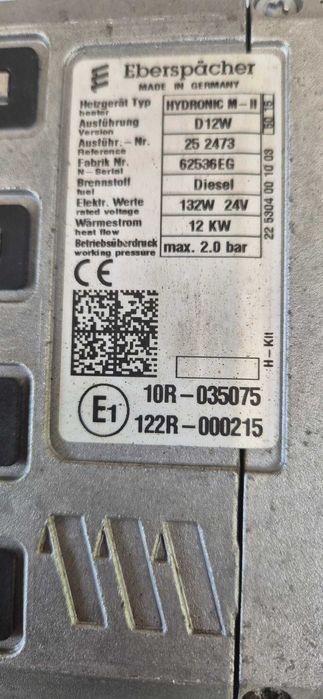 Eberspächer
MADE IN GERMANY
Heizgerät Typ HYDRONIC M-II
heater
Ausführung D12W
Version
Ausführ.-Nr. 25 2473
Reference
Fabrik Nr. 62536EG
N-Serial
Brennstoff Diesel
fuel
Elektr. Werte 132W 24V
rated voltage
Wärmestrom 12 KW
heat flow
Betriebsüberdruck max. 2.0 bar
working pressure
CE
22 5304 00 10 03
H-Kit
E1
10R-035075
122R-000215